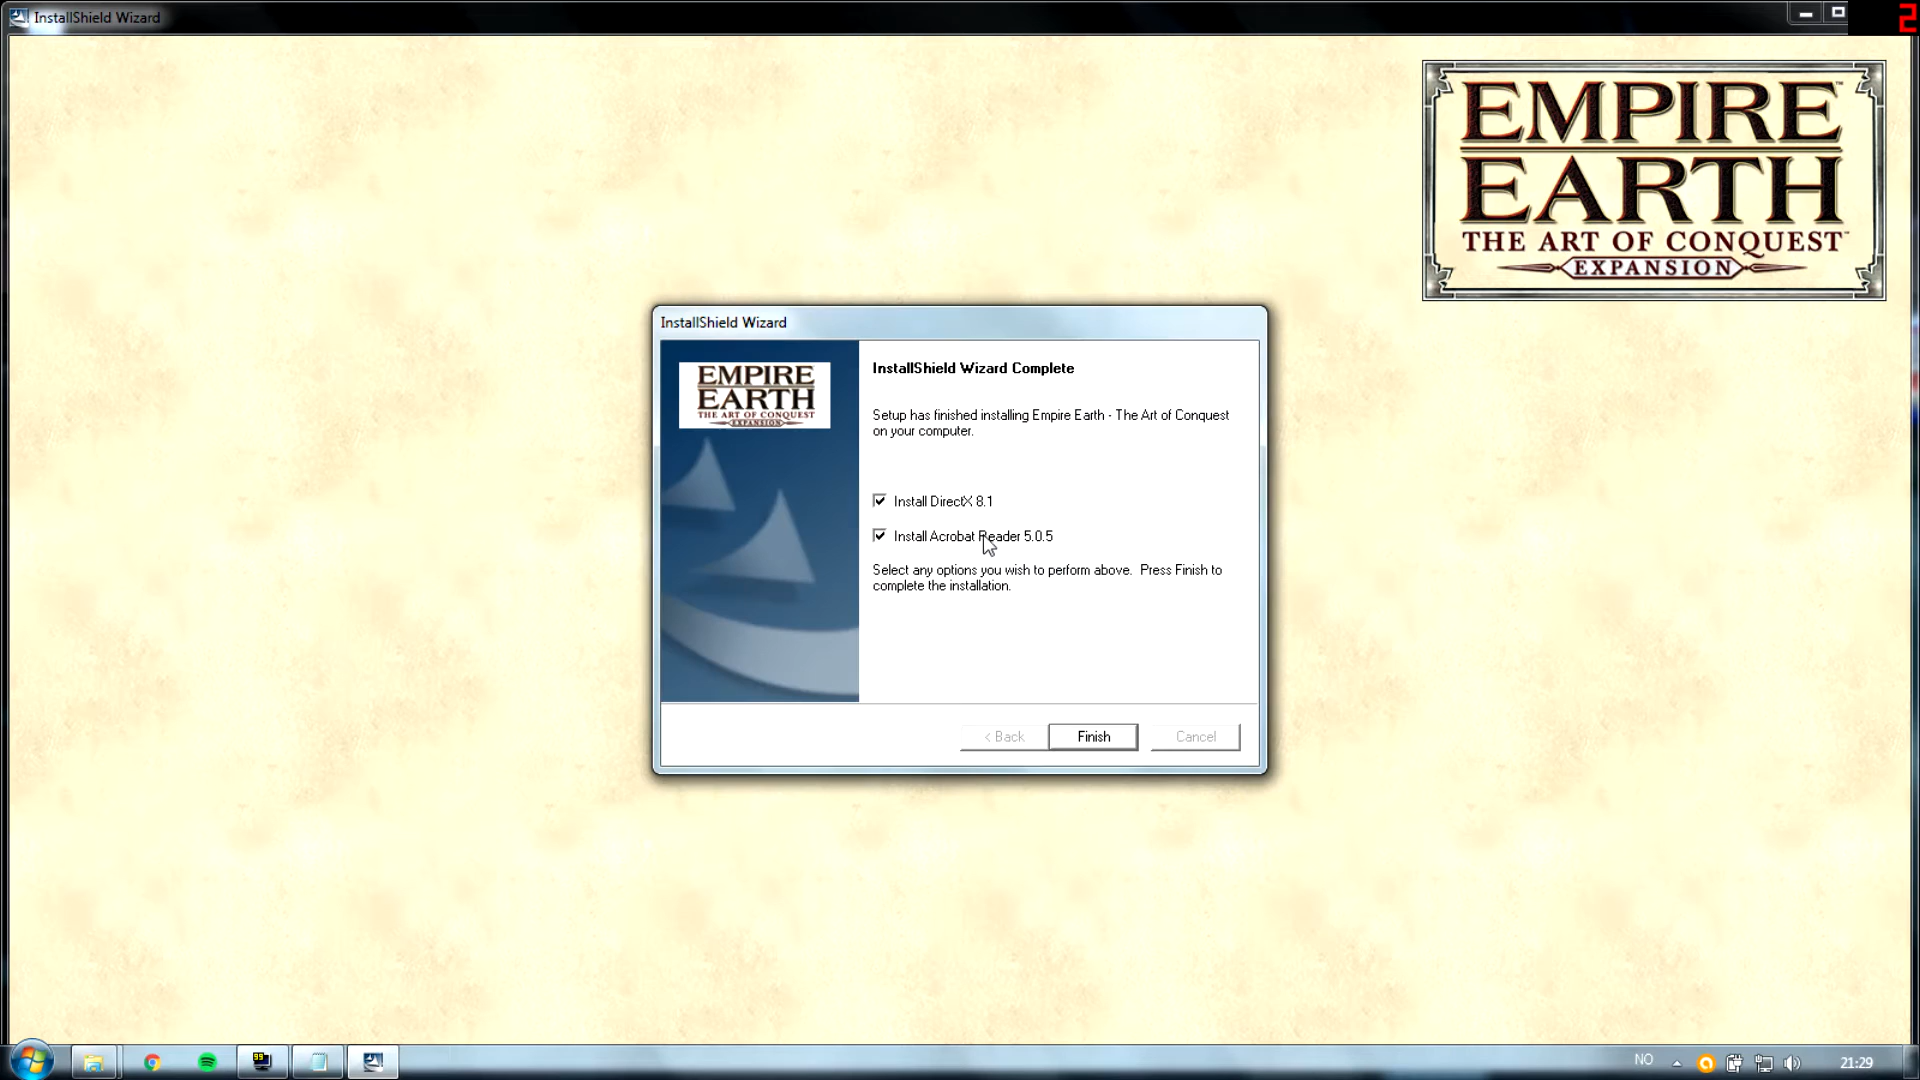 InstallShield Wizard
2
EMPIRE
EARTH
THE ART OF CONQUEST™
EXPANSION
InstallShield Wizard
EMPIRE
EARTH
THE ART OF CONQUEST
EXPANSION
InstallShield Wizard Complete
Setup has finished installing Empire Earth - The Art of Conquest
on your computer.
Install DirectX 8.1
Install Acrobat Reader 5.0.5
Select any options you wish to perform above. Press Finish to
complete the installation.
< Back
Finish
Cancel
99
NO
21:29